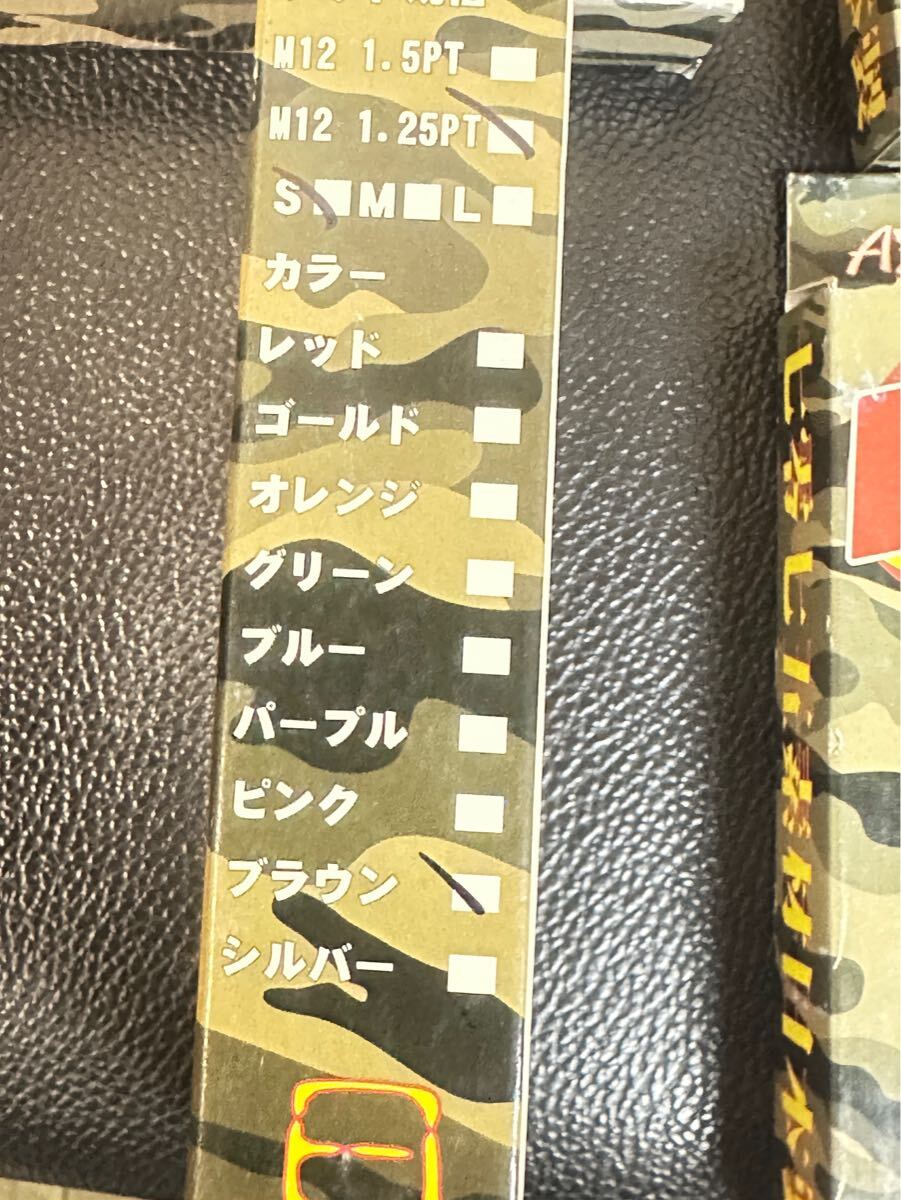 M12 1.5PT
M12 1.25PT
S M L
カラー
レッド
ゴールド
オレンジ
グリーン
ブルー
パープル
ピンク
ブラウン
シルバー